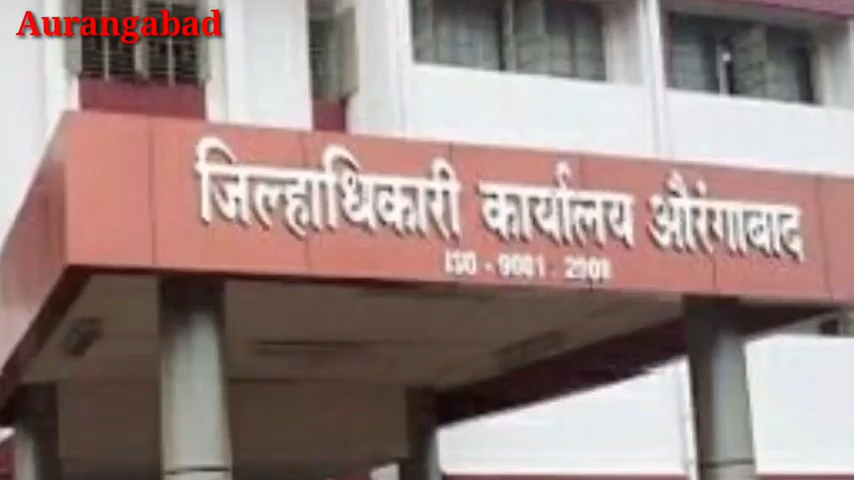 Aurangabad
जिल्हाधिकारी कार्यालय औरंगाबाद
ISO - 9001 : 2008